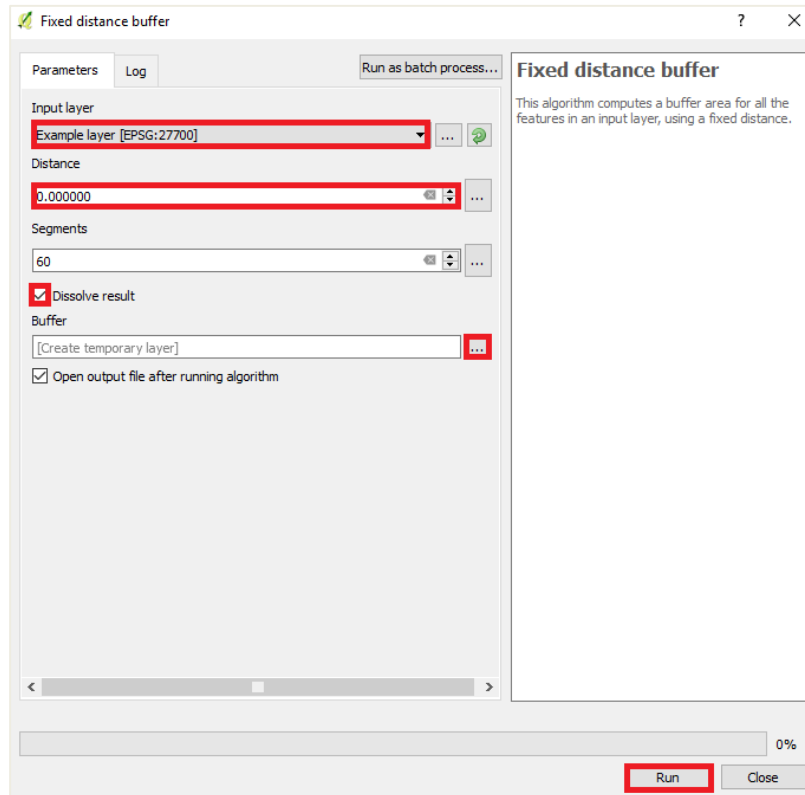 Fixed distance buffer
? X
Parameters
Log
Run as batch process...
Input layer
Example layer [EPSG:27700]
...
Distance
0.000000
...
Segments
60
...
Dissolve result
Buffer
[Create temporary layer]
...
Open output file after running algorithm
Fixed distance buffer
This algorithm computes a buffer area for all the
features in an input layer, using a fixed distance.
0%
Run
Close